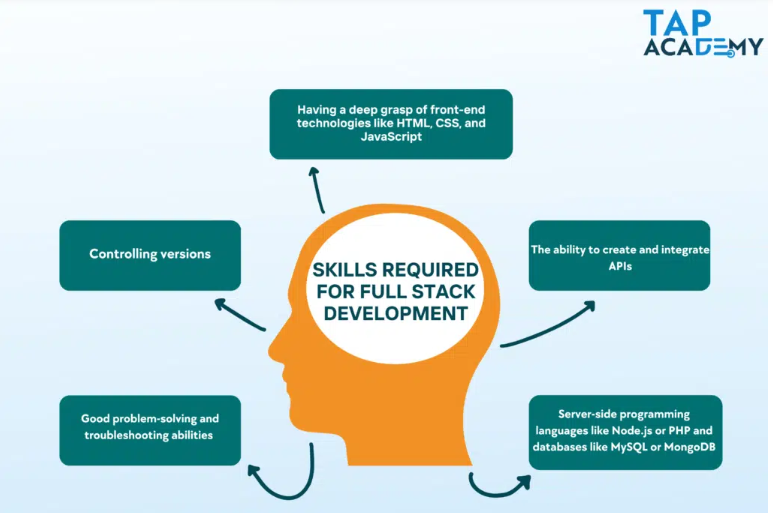 TAP
ACADEMY
Having a deep grasp of front-end
technologies like HTML, CSS, and
JavaScript
Controlling versions
The ability to create and integrate
APIs
SKILLS REQUIRED
FOR FULL STACK
DEVELOPMENT
Good problem-solving and
troubleshooting abilities
Server-side programming
languages like Node.js or PHP and
databases like MySQL or MongoDB